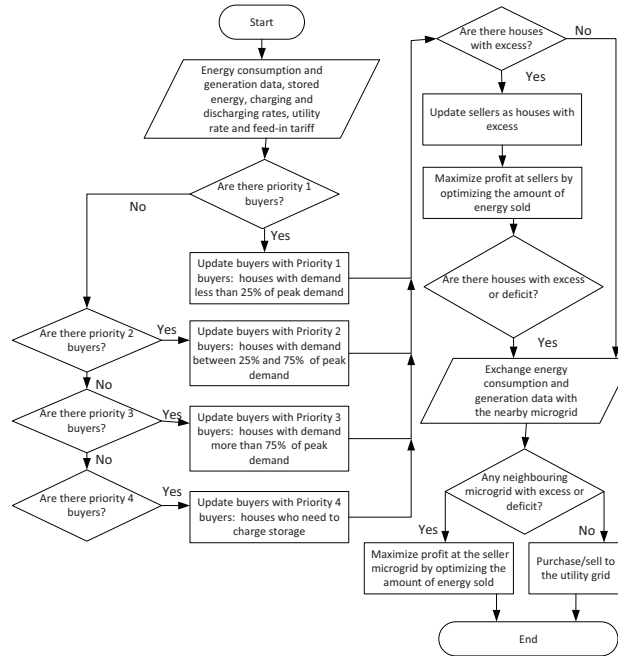 Start
Energy consumption and
generation data, stored
energy, charging and
discharging rates, utility
rate and feed-in tariff
Are there priority 1
buyers?
No
Yes
Update buyers with Priority 1
buyers: houses with demand
less than 25% of peak demand
Are there priority 2
buyers?
Yes
No
Update buyers with Priority 2
buyers: houses with demand
between 25% and 75% of peak
demand
Are there priority 3
buyers?
Yes
No
Update buyers with Priority 3
buyers: houses with demand
more than 75% of peak
demand
Are there priority 4
buyers?
Yes
Update buyers with Priority 4
buyers: houses who need to
charge storage
Are there houses
with excess?
No
Yes
Update sellers as houses with
excess
Maximize profit at sellers by
optimizing the amount of
energy sold
Are there houses with excess
or deficit?
Yes
Exchange energy
consumption and
generation data with
the nearby microgrid
Any neighbouring
microgrid with excess or
deficit?
Yes
No
Maximize profit at the seller
microgrid by optimizing the
amount of energy sold
Purchase/sell to
the utility grid
End